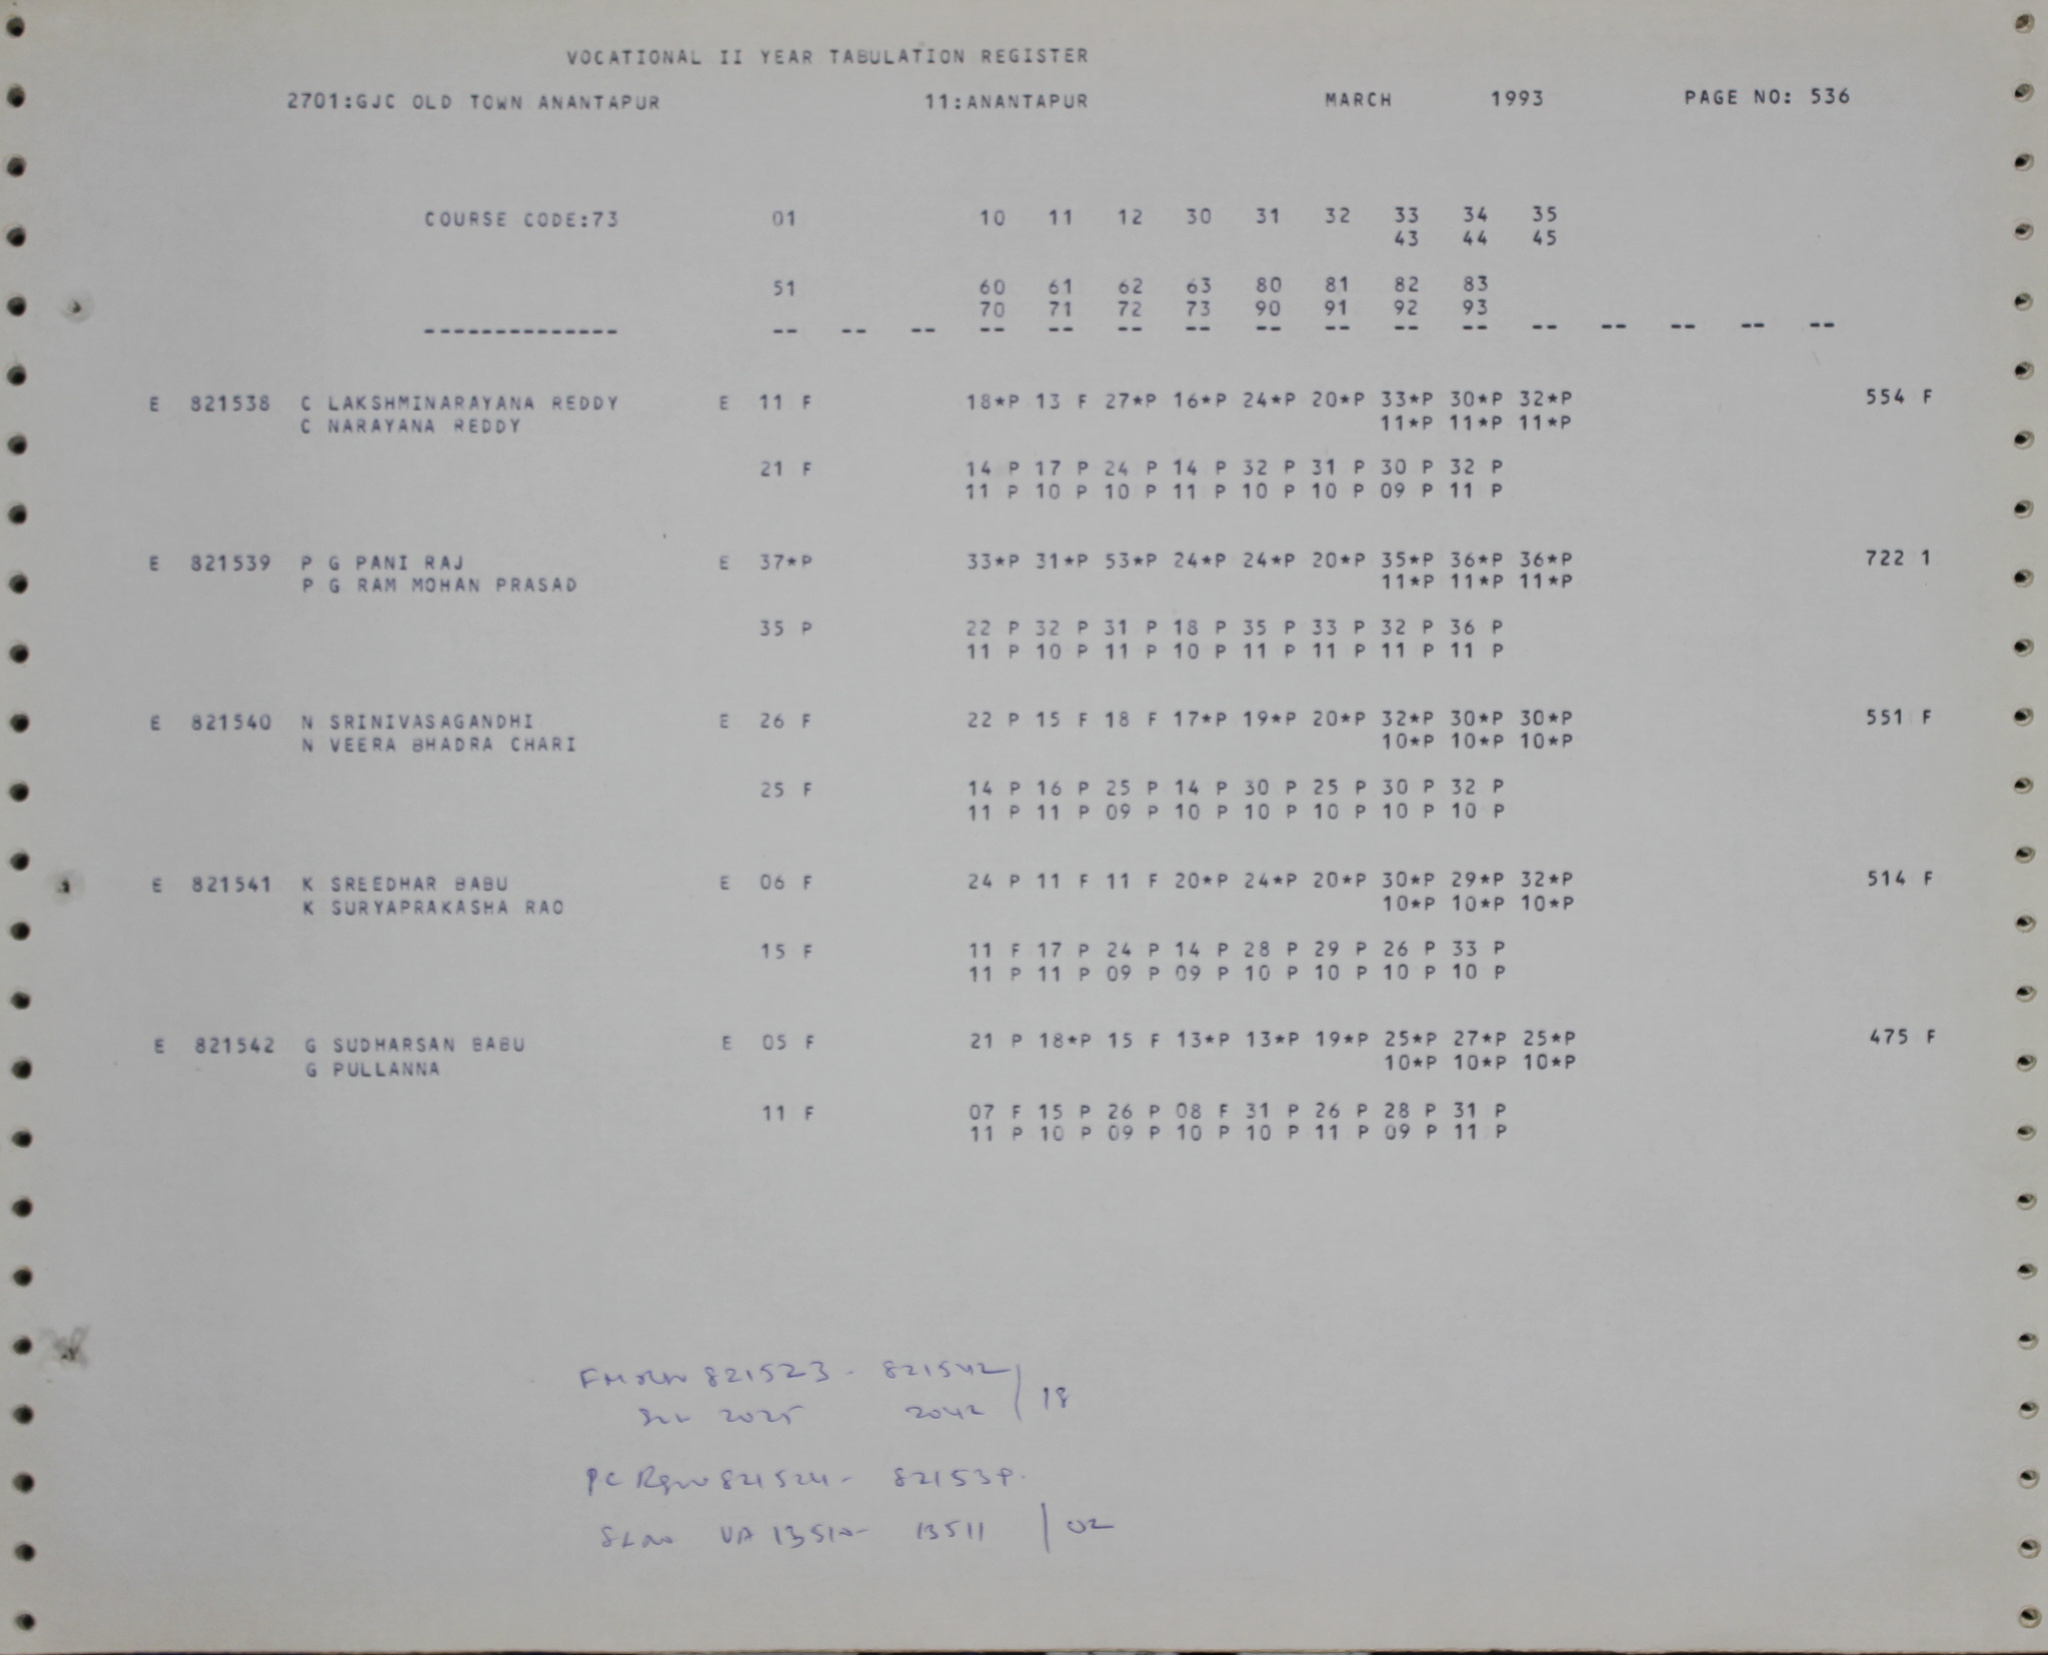 VOCATIONAL II YEAR TABULATION REGISTER
2701:GJC OLD TOWN ANANTAPUR 11:ANANTAPUR MARCH 1993 PAGE NO: 536
COURSE CODE:73 01 10 11 12 30 31 32 33 34 35
43 44 45
51 60 61 62 63 80 81 82 83
70 71 72 73 90 91 92 93
-------------- -- -- -- -- -- -- -- -- -- -- -- -- -- -- -- --
E 821538 C LAKSHMINARAYANA REDDY E 11 F 18*P 13 F 27*P 16*P 24*P 20*P 33*P 30*P 32*P 554 F
C NARAYANA REDDY 11*P 11*P 11*P
21 F 14 P 17 P 24 P 14 P 32 P 31 P 30 P 32 P
11 P 10 P 10 P 11 P 10 P 10 P 09 P 11 P
E 821539 P G PANI RAJ E 37*P 33*P 31*P 53*P 24*P 24*P 20*P 35*P 36*P 36*P 722 1
P G RAM MOHAN PRASAD 11*P 11*P 11*P
35 P 22 P 32 P 31 P 18 P 35 P 33 P 32 P 36 P
11 P 10 P 11 P 10 P 11 P 11 P 11 P 11 P
E 821540 N SRINIVASAGANDHI E 26 F 22 P 15 F 18 F 17*P 19*P 20*P 32*P 30*P 30*P 551 F
N VEERA BHADRA CHARI 10*P 10*P 10*P
25 F 14 P 16 P 25 P 14 P 30 P 25 P 30 P 32 P
11 P 11 P 09 P 10 P 10 P 10 P 10 P 10 P
E 821541 K SREEDHAR BABU E 06 F 24 P 11 F 11 F 20*P 24*P 20*P 30*P 29*P 32*P 514 F
K SURYAPRAKASHA RAO 10*P 10*P 10*P
15 F 11 F 17 P 24 P 14 P 28 P 29 P 26 P 33 P
11 P 11 P 09 P 09 P 10 P 10 P 10 P 10 P
E 821542 G SUDHARSAN BABU E 05 F 21 P 18*P 15 F 13*P 13*P 19*P 25*P 27*P 25*P 475 F
G PULLANNA 10*P 10*P 10*P
11 F 07 F 15 P 26 P 08 F 31 P 26 P 28 P 31 P
11 P 10 P 09 P 10 P 10 P 11 P 09 P 11 P
821523 - 821542
2025 2042 / 18
PC 821524 - 821539.
Slno VA 13510- 13511 / 02